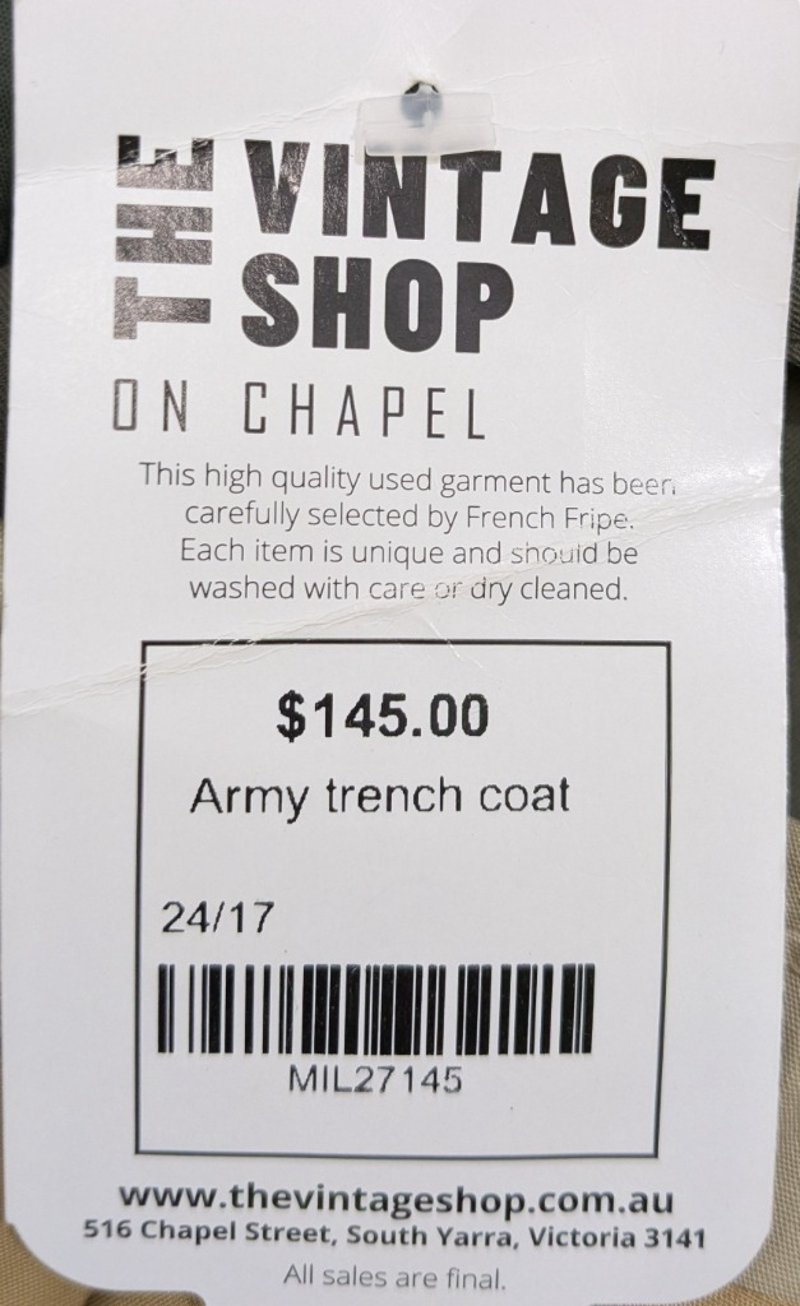 THE VINTAGE
SHOP
ON CHAPEL
This high quality used garment has been
carefully selected by French Fripe.
Each item is unique and should be
washed with care or dry cleaned.
$145.00
Army trench coat
24/17
MIL27145
www.thevintageshop.com.au
516 Chapel Street, South Yarra, Victoria 3141
All sales are final.